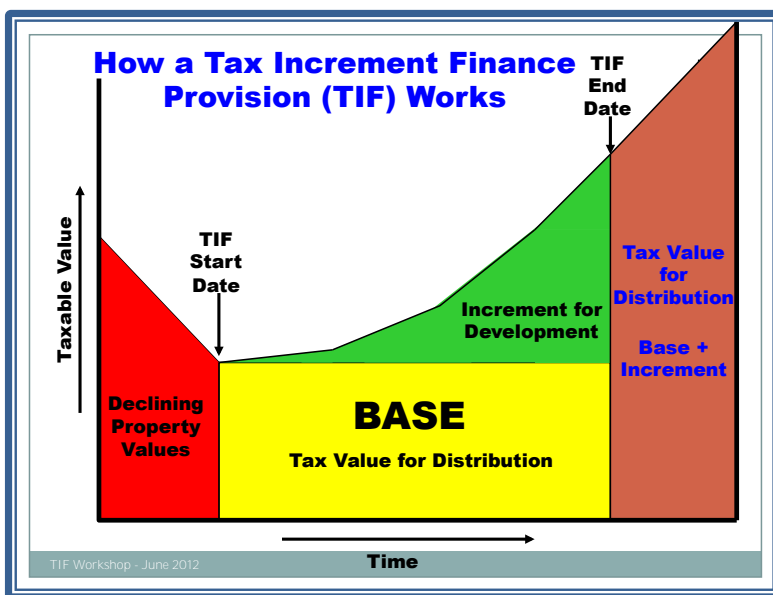 How a Tax Increment Finance
Provision (TIF) Works
TIF
End
Date
TIF
Start
Date
Taxable Value
Tax Value
for
Distribution
Base +
Increment
Increment for
Development
Declining
Property
Values
BASE
Tax Value for Distribution
Time
TIF Workshop - June 2012